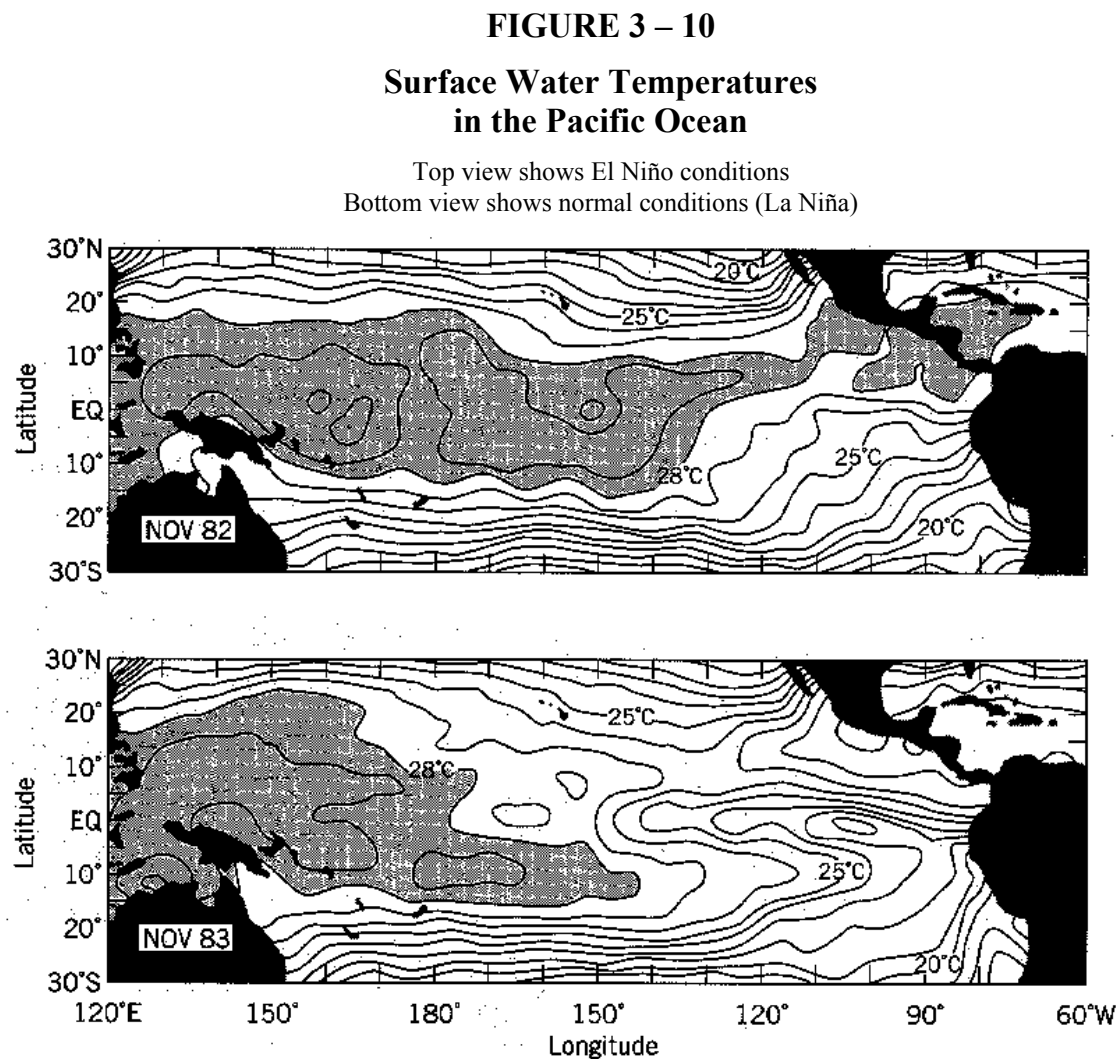 FIGURE 3 – 10
Surface Water Temperatures
in the Pacific Ocean
Top view shows El Niño conditions
Bottom view shows normal conditions (La Niña)
30°N
20°
10°
EQ
10°
20°
30°S
Latitude
20°C
25°C
28°C
25°C
20°C
NOV 82
30°N
20°
10°
EQ
10°
20°
30°S
Latitude
25°C
28°C
25°C
20°C
NOV 83
120°E
150°
180°
150°
120°
90°
60°W
Longitude